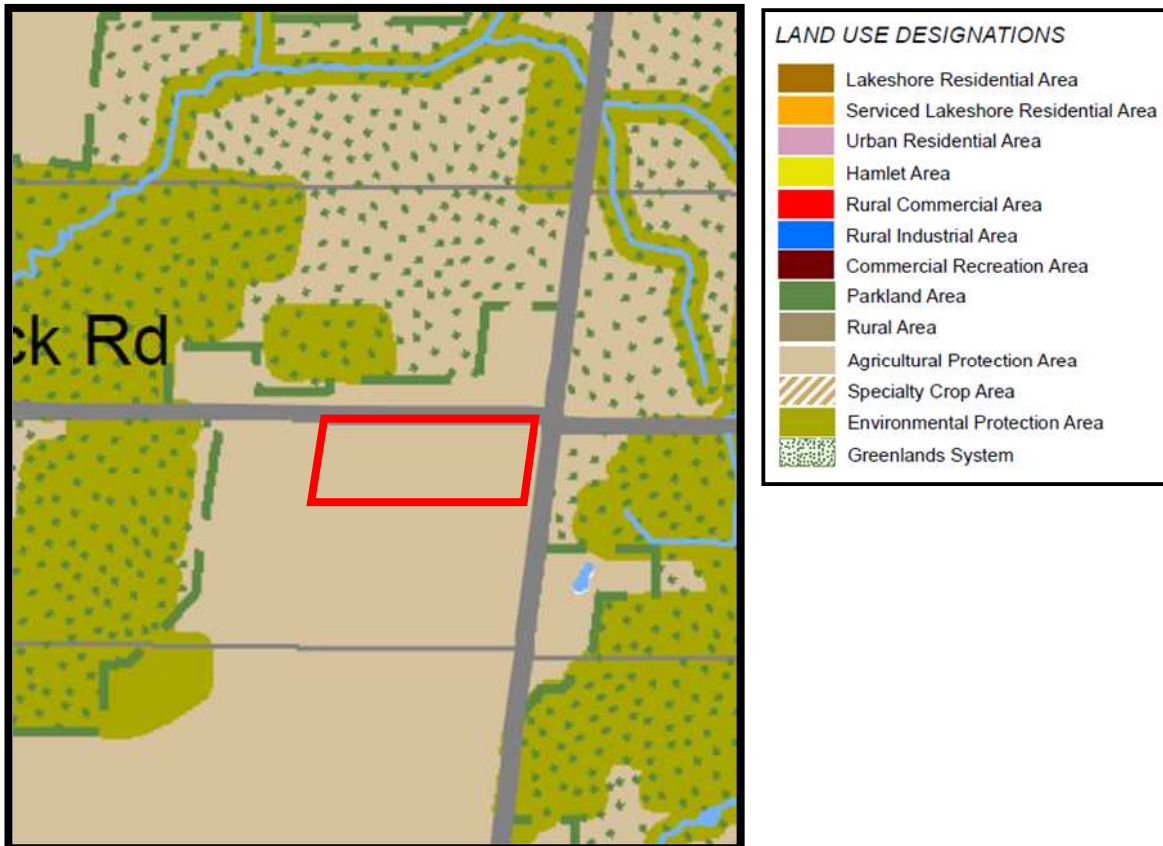 ck Rd
LAND USE DESIGNATIONS
Lakeshore Residential Area
Serviced Lakeshore Residential Area
Urban Residential Area
Hamlet Area
Rural Commercial Area
Rural Industrial Area
Commercial Recreation Area
Parkland Area
Rural Area
Agricultural Protection Area
Specialty Crop Area
Environmental Protection Area
Greenlands System